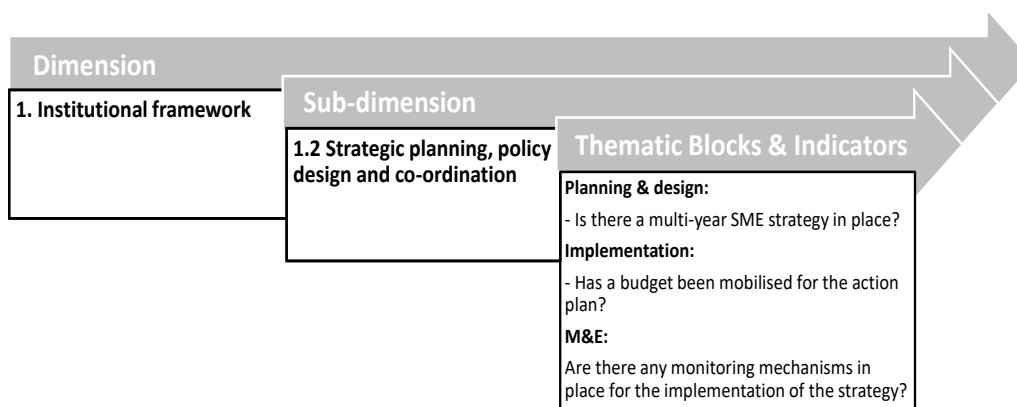 Dimension
1. Institutional framework
Sub-dimension
1.2 Strategic planning, policy
design and co-ordination
Thematic Blocks & Indicators
Planning & design:
- Is there a multi-year SME strategy in place?
Implementation:
- Has a budget been mobilised for the action
plan?
M&E:
Are there any monitoring mechanisms in
place for the implementation of the strategy?